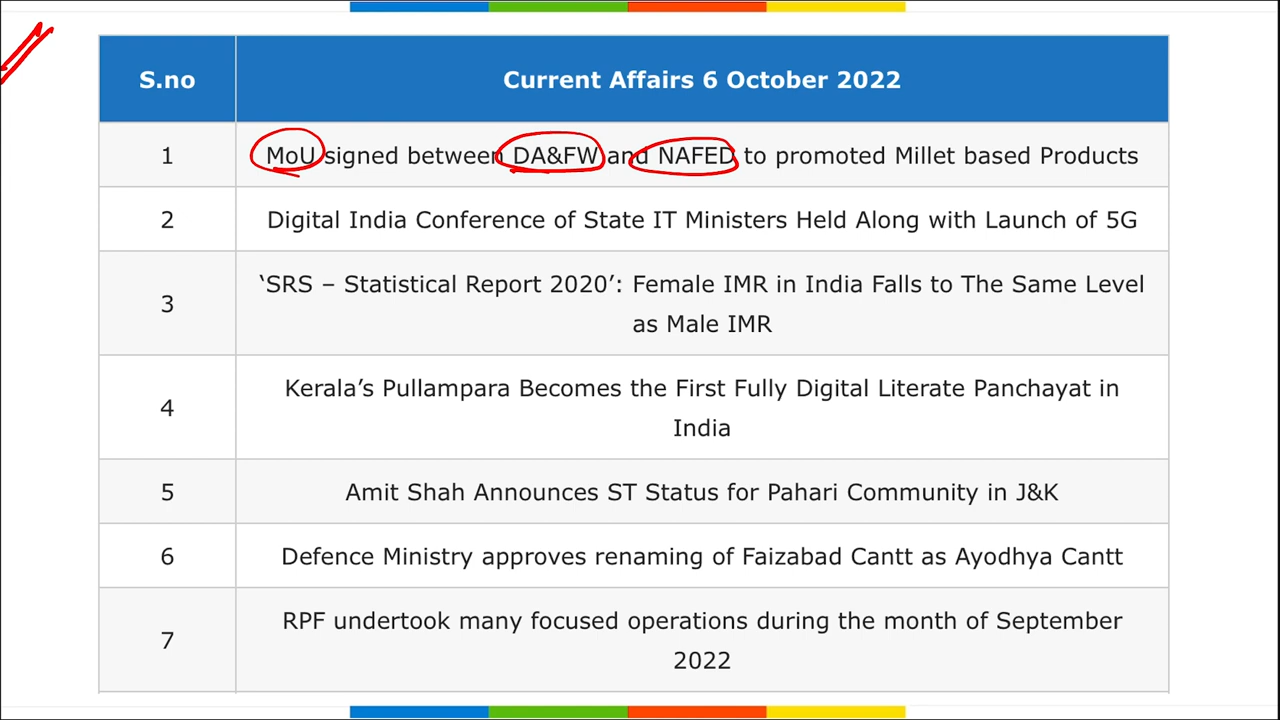 S.no
Current Affairs 6 October 2022
1
MoU signed between DA&FW and NAFED to promoted Millet based Products
2
Digital India Conference of State IT Ministers Held Along with Launch of 5G
3
‘SRS – Statistical Report 2020’: Female IMR in India Falls to The Same Level
as Male IMR
4
Kerala’s Pullampara Becomes the First Fully Digital Literate Panchayat in
India
5
Amit Shah Announces ST Status for Pahari Community in J&K
6
Defence Ministry approves renaming of Faizabad Cantt as Ayodhya Cantt
7
RPF undertook many focused operations during the month of September
2022